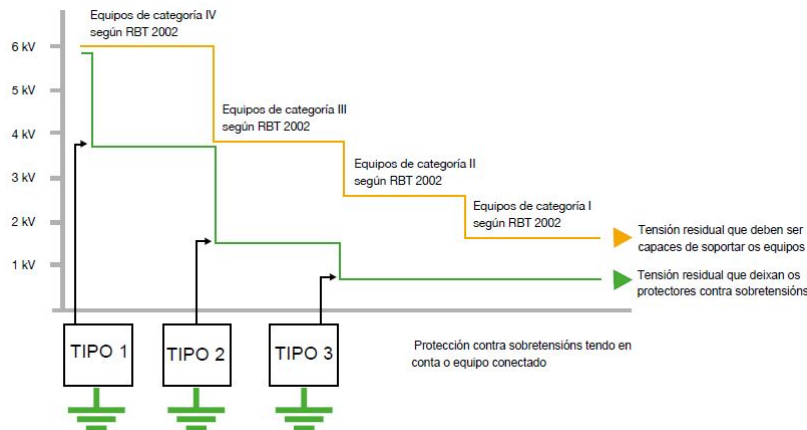 Equipos de categoría IV
según RBT 2002
6 kV
5 kV
Equipos de categoría III
según RBT 2002
4 kV
Equipos de categoría II
según RBT 2002
3 kV
Equipos de categoría I
según RBT 2002
2 kV
Tensión residual que deben ser
capaces de soportar os equipos
1 kV
Tensión residual que deixan os
protectores contra sobretensións
TIPO 1
TIPO 2
TIPO 3
Protección contra sobretensións tendo en
conta o equipo conectado